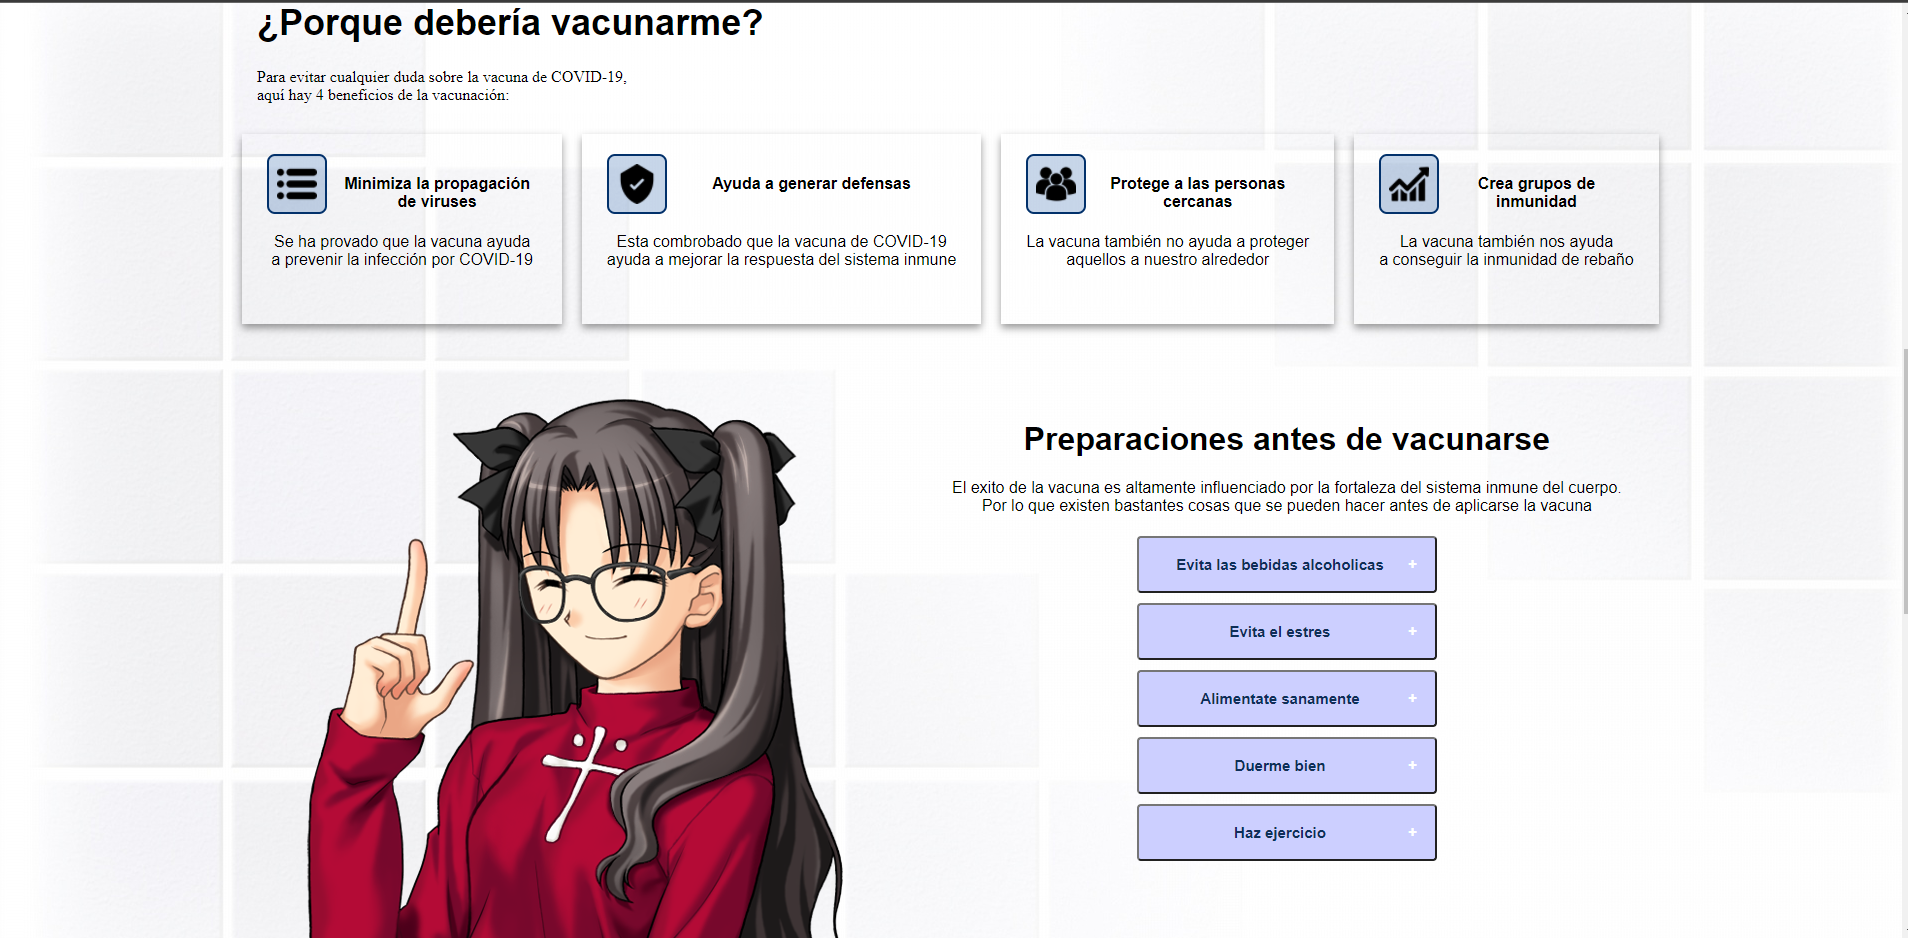 ¿Porque debería vacunarme?
Para evitar cualquier duda sobre la vacuna de COVID-19,
aquí hay 4 beneficios de la vacunación:
Minimiza la propagación
de viruses
Se ha provado que la vacuna ayuda
a prevenir la infección por COVID-19
Ayuda a generar defensas
Esta combrobado que la vacuna de COVID-19
ayuda a mejorar la respuesta del sistema inmune
Protege a las personas
cercanas
La vacuna también no ayuda a proteger
aquellos a nuestro alrededor
Crea grupos de
inmunidad
La vacuna también nos ayuda
a conseguir la inmunidad de rebaño
Preparaciones antes de vacunarse
El exito de la vacuna es altamente influenciado por la fortaleza del sistema inmune del cuerpo.
Por lo que existen bastantes cosas que se pueden hacer antes de aplicarse la vacuna
Evita las bebidas alcoholicas +
Evita el estres +
Alimentate sanamente +
Duerme bien +
Haz ejercicio +